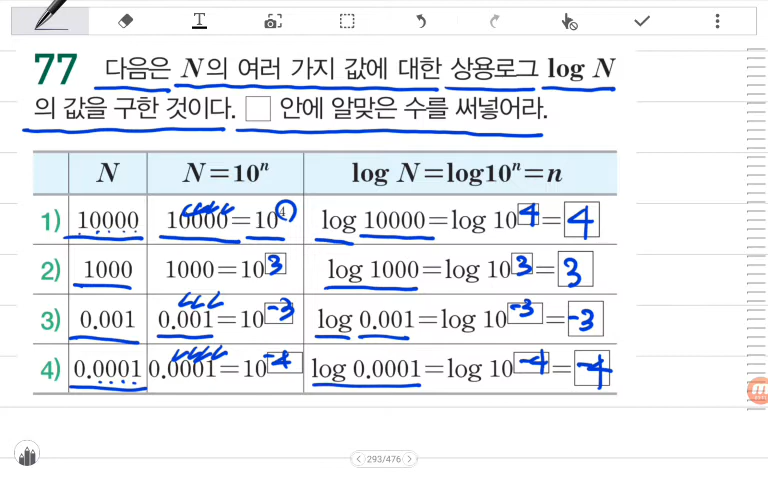 T
77 다음은 N의 여러 가지 값에 대한 상용로그 log N
의 값을 구한 것이다. □ 안에 알맞은 수를 써넣어라.
N N=10ⁿ log N=log10ⁿ=n
1) 10000 10000=10⁴ log 10000=log 10⁴=4
2) 1000 1000=10³ log 1000=log 10³=3
3) 0.001 0.001=10⁻³ log 0.001=log 10⁻³=-3
4) 0.0001 0.0001=10⁻⁴ log 0.0001=log 10⁻⁴=-4
< 293/476 >